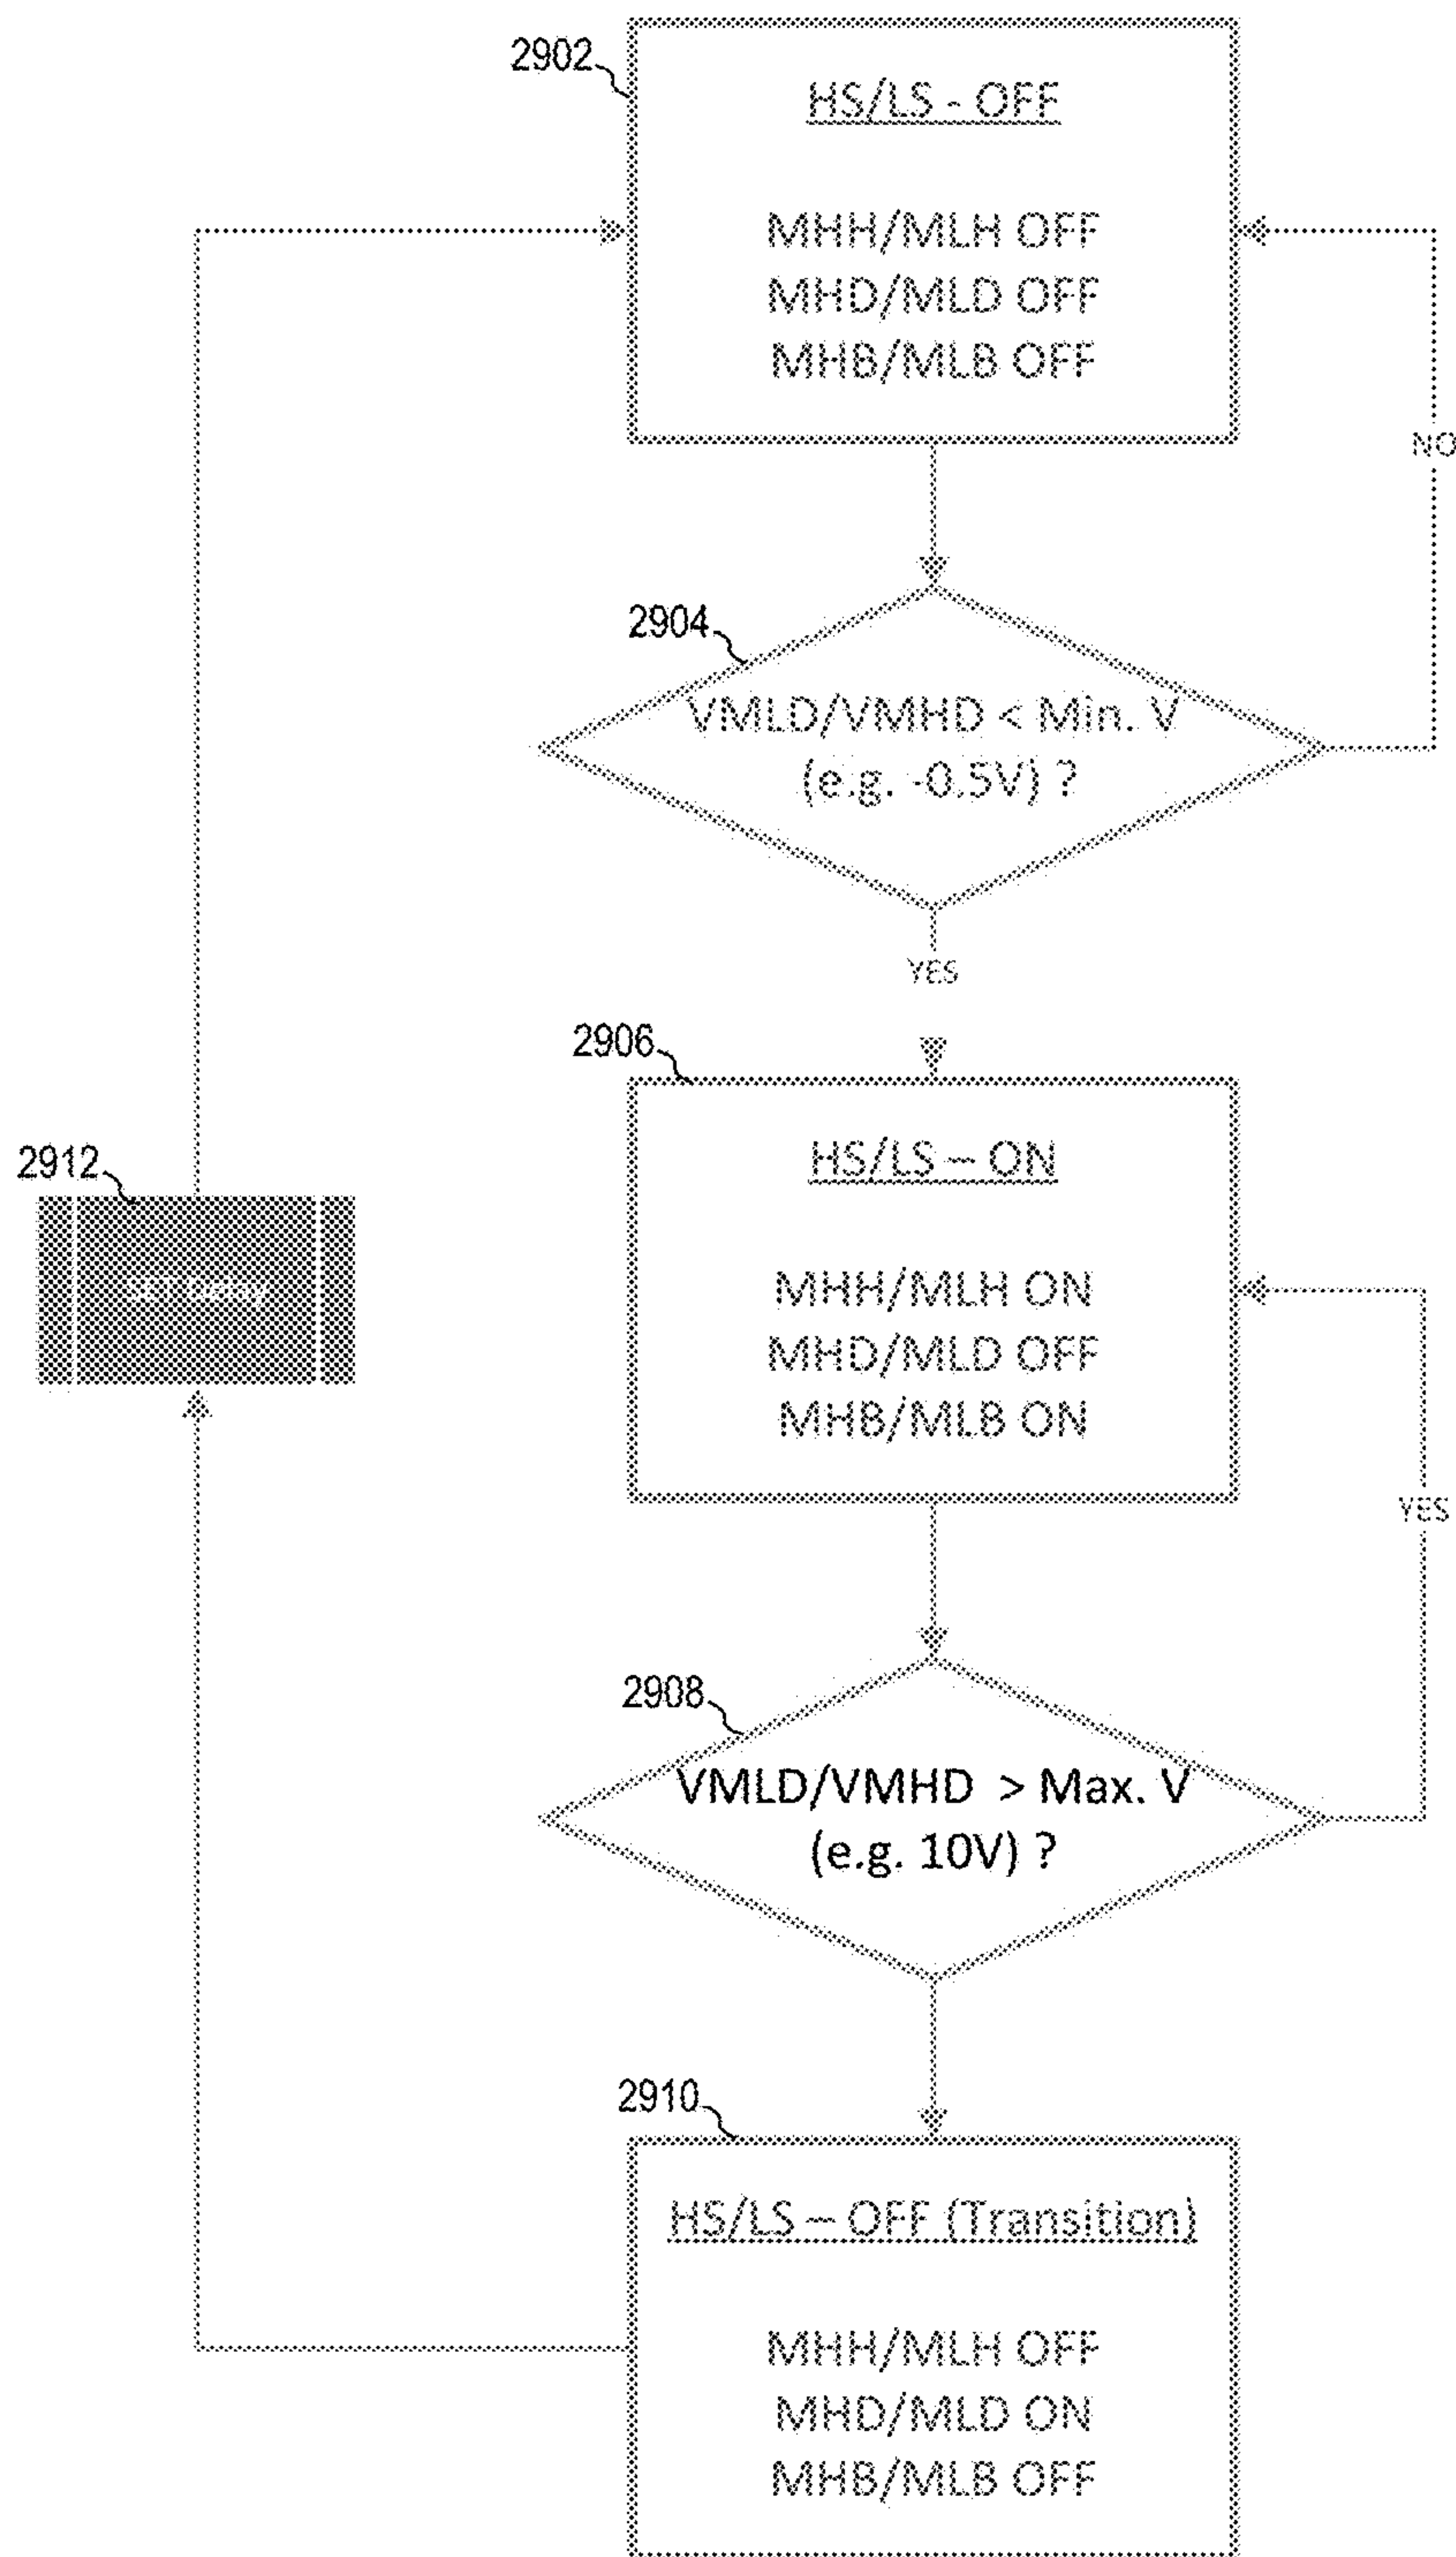 2902
HS/LS - OFF
MHH/MLH OFF
MHD/MLD OFF
MHB/MLB OFF
NO
2904
VMLD/VMHD < Min. V
(e.g. -0.5V) ?
YES
2906
HS/LS – ON
MHH/MLH ON
MHD/MLD OFF
MHB/MLB ON
2912
YES
2908
VMLD/VMHD > Max. V
(e.g. 10V) ?
2910
HS/LS – OFF (Transition)
MHH/MLH OFF
MHD/MLD ON
MHB/MLB OFF